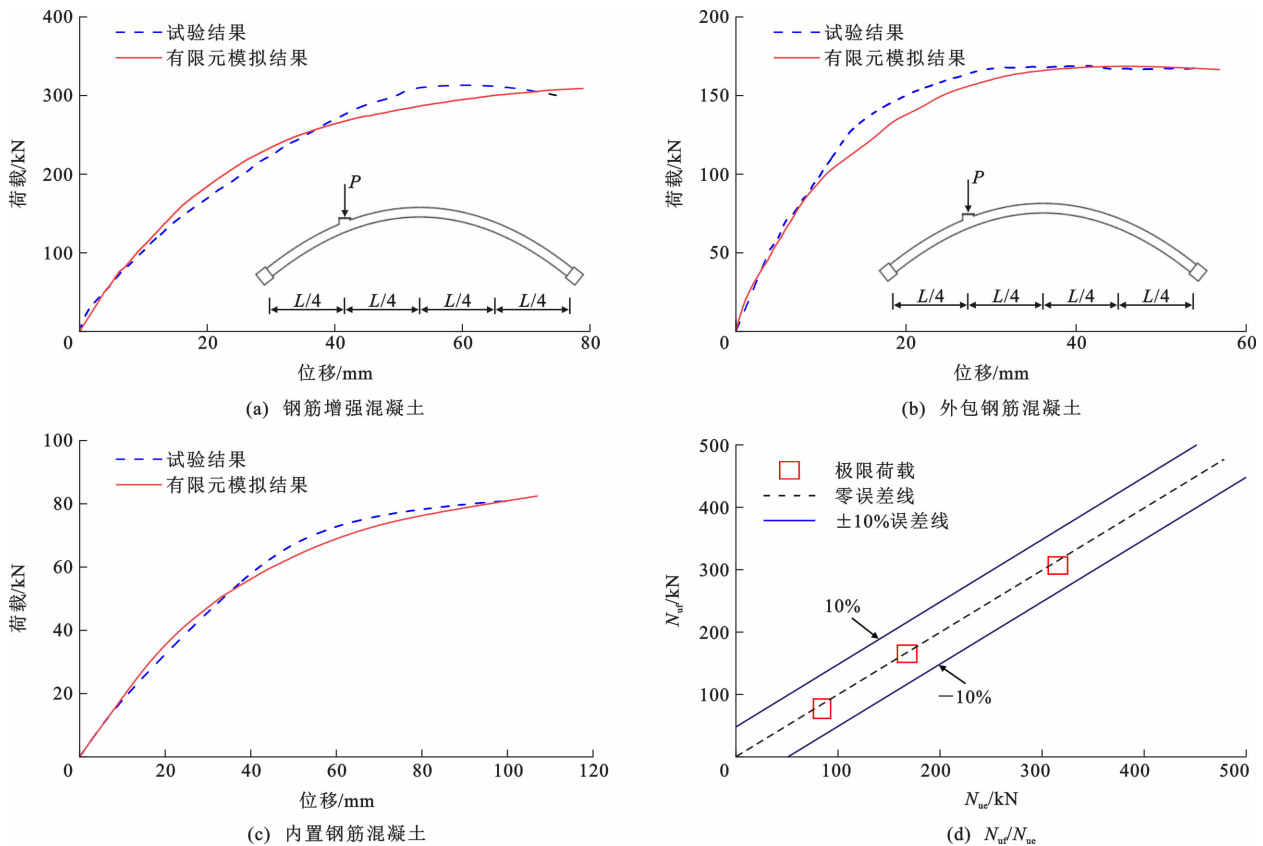 400
300
200
100
0
20
40
60
80
荷载/kN
位移/mm
试验结果
有限元模拟结果
P
L/4 L/4 L/4 L/4
(a) 钢筋增强混凝土
200
150
100
50
0
20
40
60
荷载/kN
位移/mm
试验结果
有限元模拟结果
P
L/4 L/4 L/4 L/4
(b) 外包钢筋混凝土
100
80
60
40
20
0
20
40
60
80
100
120
荷载/kN
位移/mm
试验结果
有限元模拟结果
(c) 内置钢筋混凝土
500
400
300
200
100
0
100
200
300
400
500
Nuf/kN
Nue/kN
极限荷载
零误差线
±10%误差线
10%
—10%
(d) Nuf/Nue